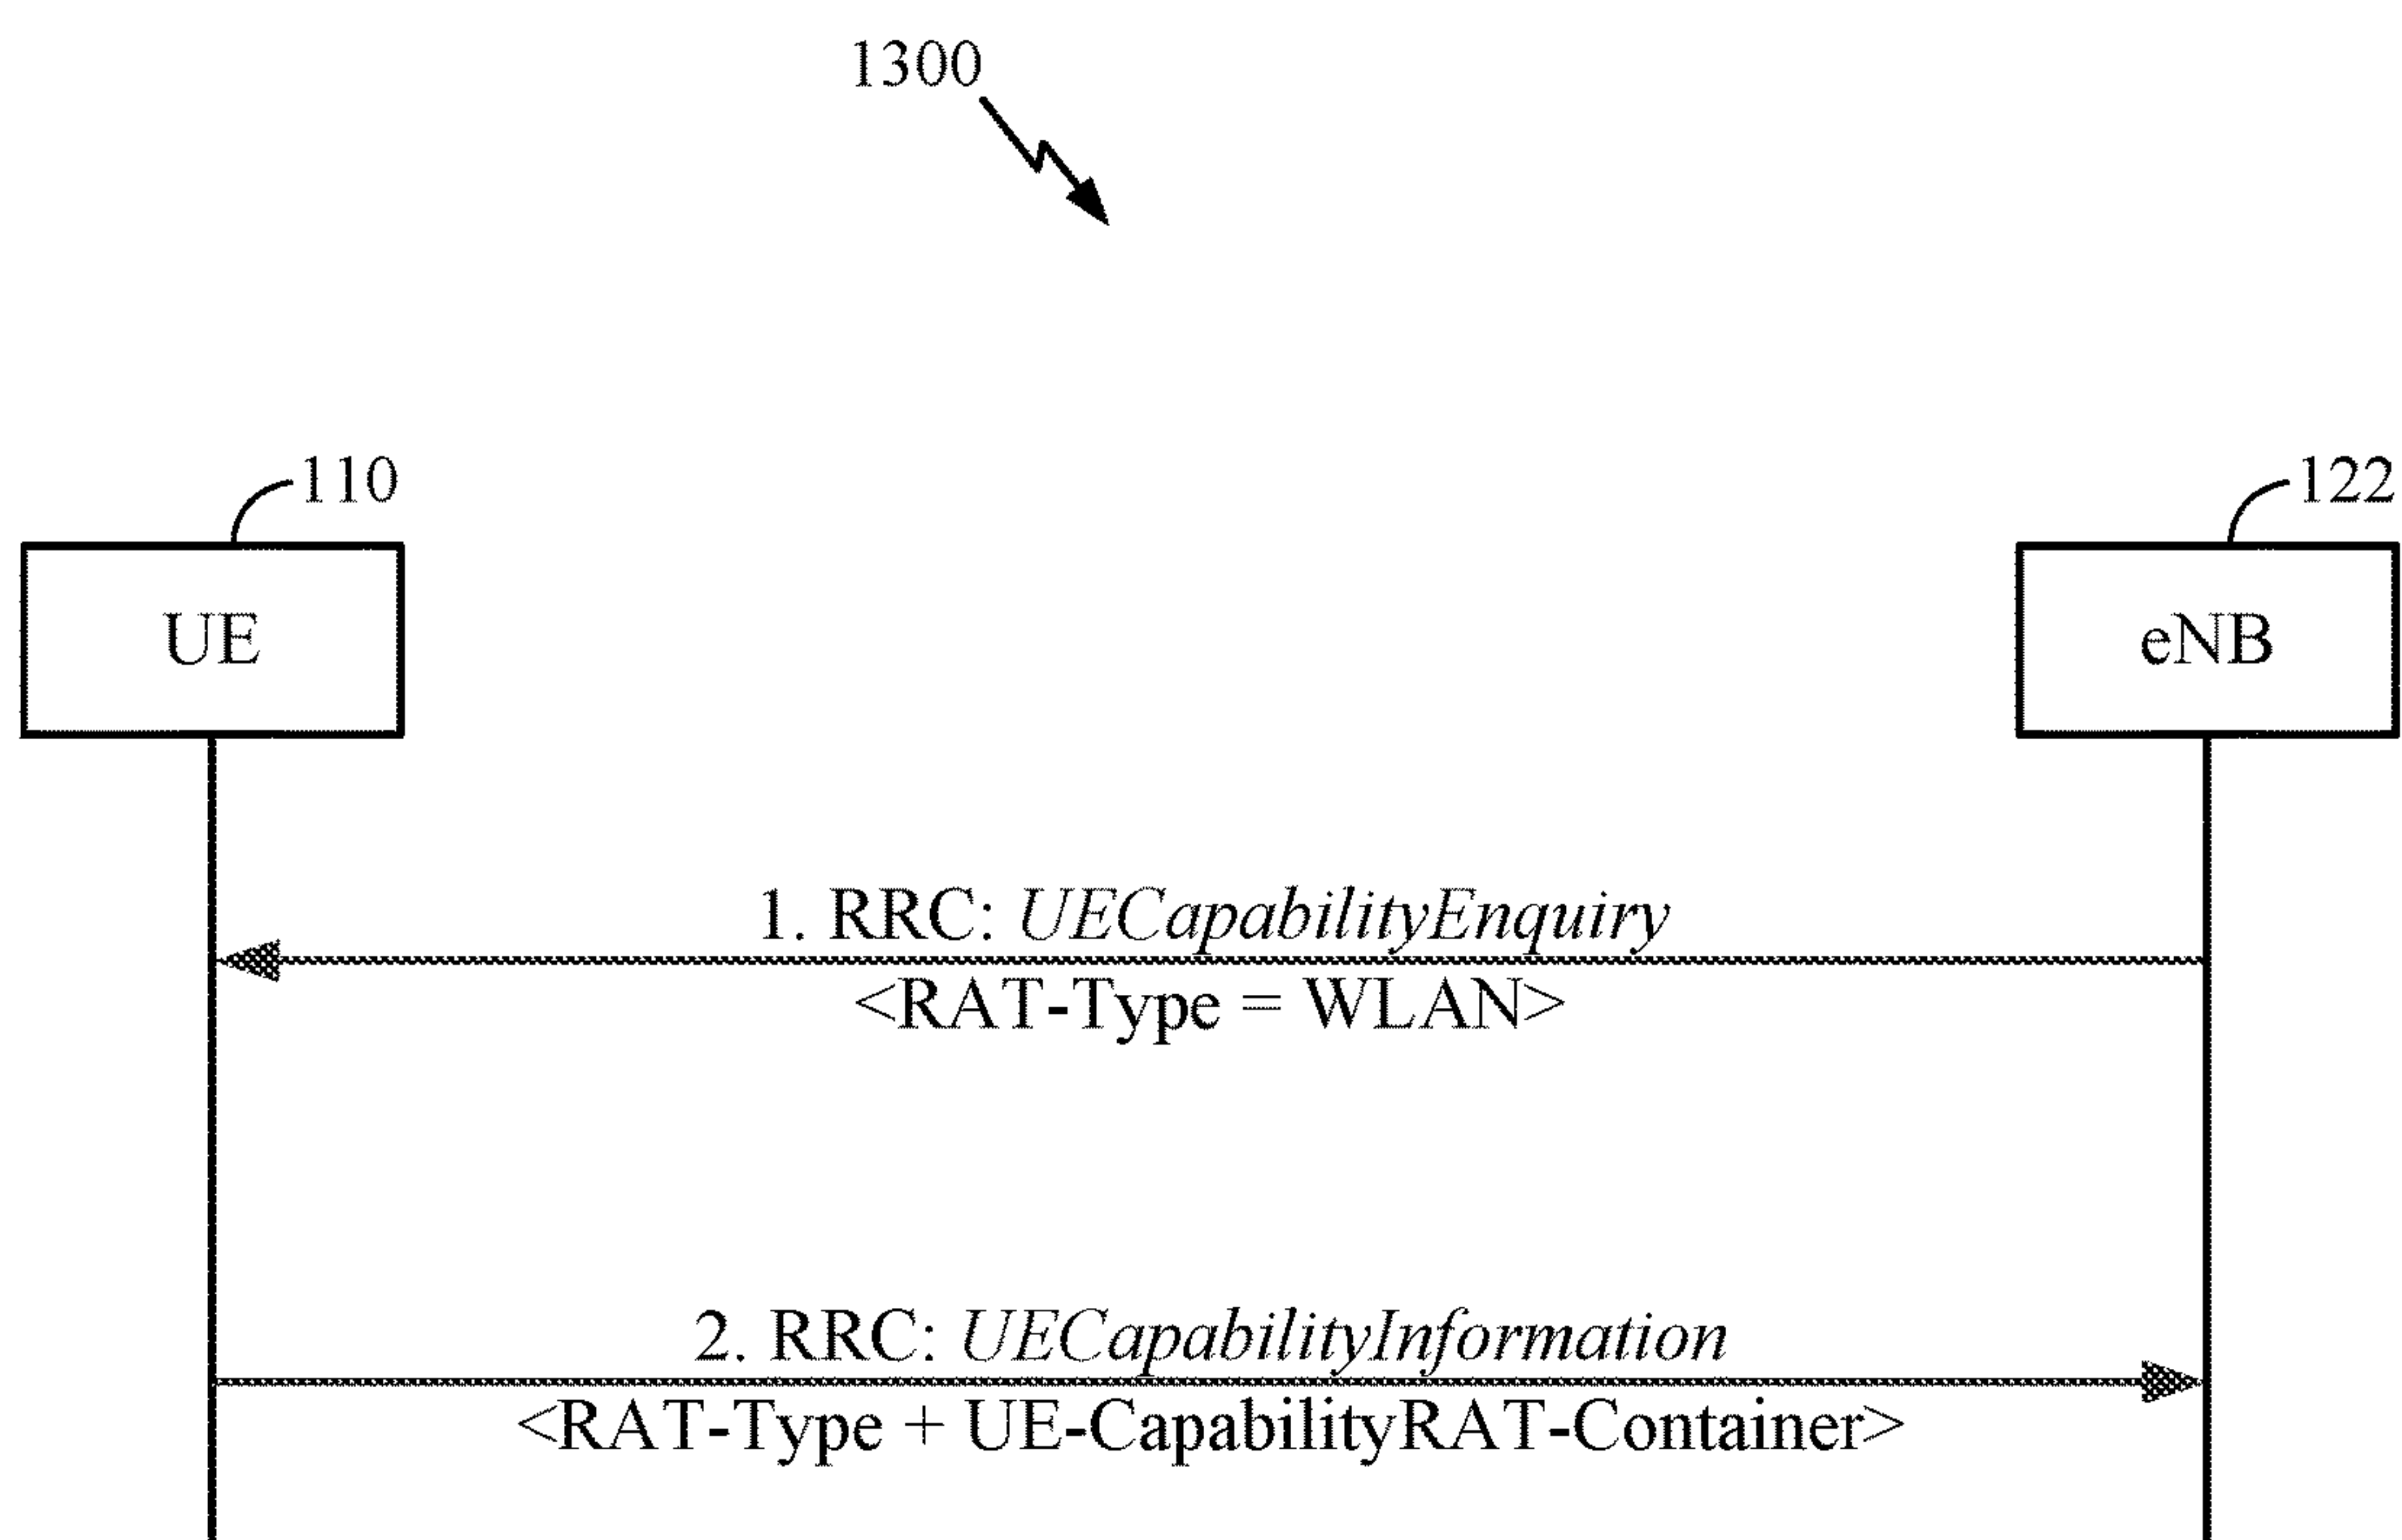 1300
110
122
UE
eNB
1. RRC: UECapabilityEnquiry
<RAT-Type = WLAN>
2. RRC: UECapabilityInformation
<RAT-Type + UE-CapabilityRAT-Container>